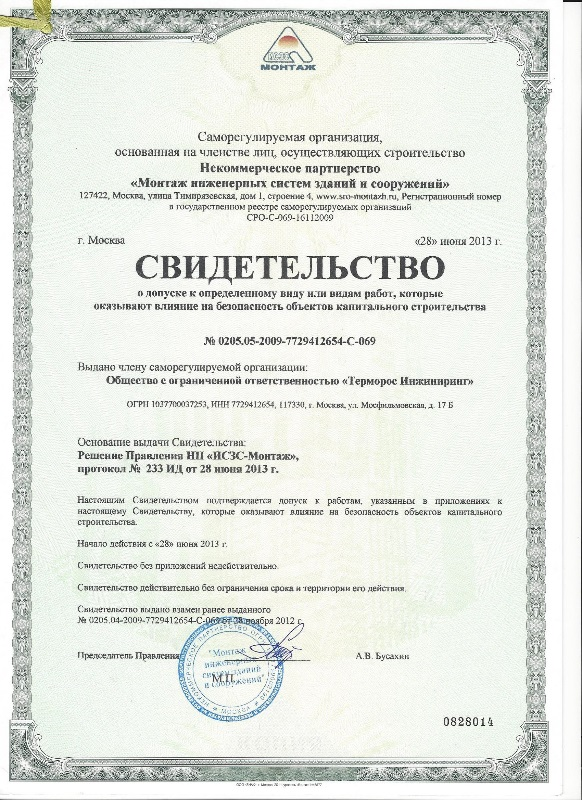 ИСЗС
МОНТАЖ
Саморегулируемая организация,
основанная на членстве лиц, осуществляющих строительство
Некоммерческое партнерство
«Монтаж инженерных систем зданий и сооружений»
127422, Москва, улица Тимирязевская, дом 1, строение 4, www.sro-montazh.ru, Регистрационный номер
в государственном реестре саморегулируемых организаций
СРО-С-069-16112009
г. Москва «28» июня 2013 г.
СВИДЕТЕЛЬСТВО
о допуске к определенному виду или видам работ, которые
оказывают влияние на безопасность объектов капитального строительства
№ 0205.05-2009-7729412654-С-069
Выдано члену саморегулируемой организации:
Общество с ограниченной ответственностью «Терморос Инжиниринг»
ОГРН 1037700037253, ИНН 7729412654, 117330, г. Москва, ул. Мосфильмовская, д. 17 Б
Основание выдачи Свидетельства:
Решение Правления НП «ИСЗС-Монтаж»,
протокол № 233 ИД от 28 июня 2013 г.
Настоящим Свидетельством подтверждается допуск к работам, указанным в приложениях к
настоящему Свидетельству, которые оказывают влияние на безопасность объектов капитального
строительства.
Начало действия с «28» июня 2013 г.
Свидетельство без приложений недействительно.
Свидетельство действительно без ограничения срока и территории его действия.
Свидетельство выдано взамен ранее выданного
№ 0205.04-2009-7729412654-С-069 от 28 ноября 2012 г.
Председатель Правления А.В. Бусахин
"Монтаж
инженерных
систем зданий
и сооружений"
М.П.
МОСКВА
0828014